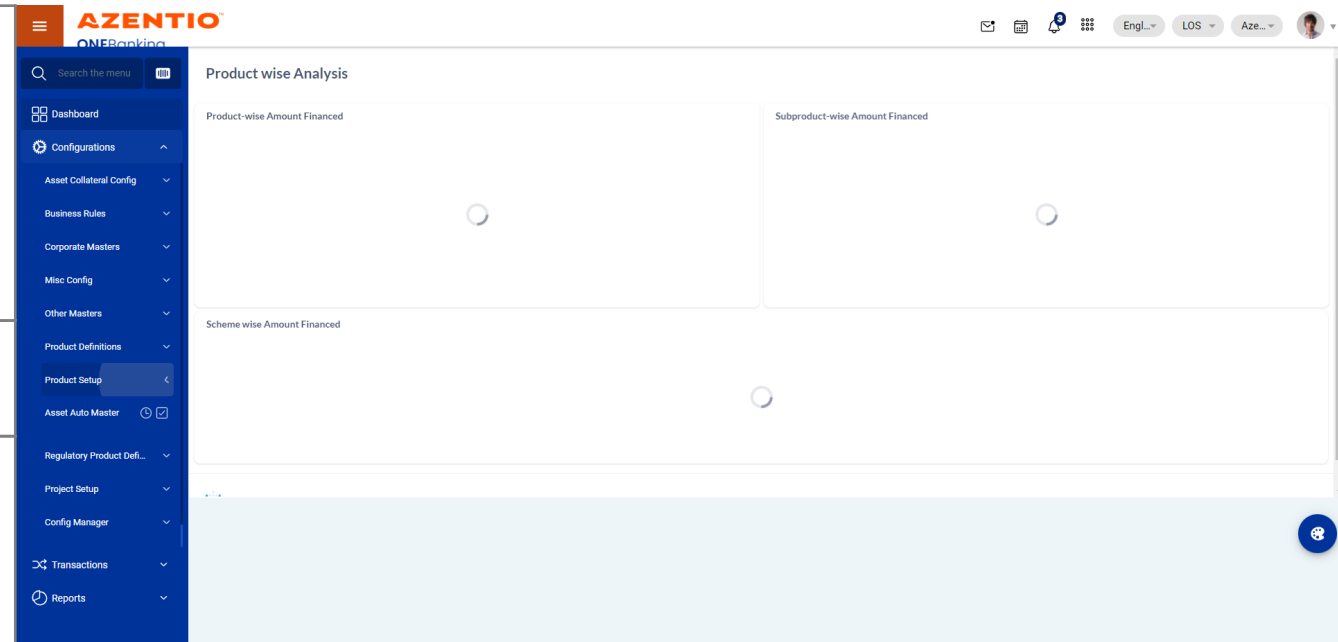 AZENTIO
ONEBanking
3
Engl...
LOS
Aze...
Search the menu
Dashboard
Configurations
Asset Collateral Config
Business Rules
Corporate Masters
Misc Config
Other Masters
Product Definitions
Product Setup
Asset Auto Master
Regulatory Product Defi...
Project Setup
Config Manager
Transactions
Reports
Product wise Analysis
Product-wise Amount Financed
Subproduct-wise Amount Financed
Scheme wise Amount Financed